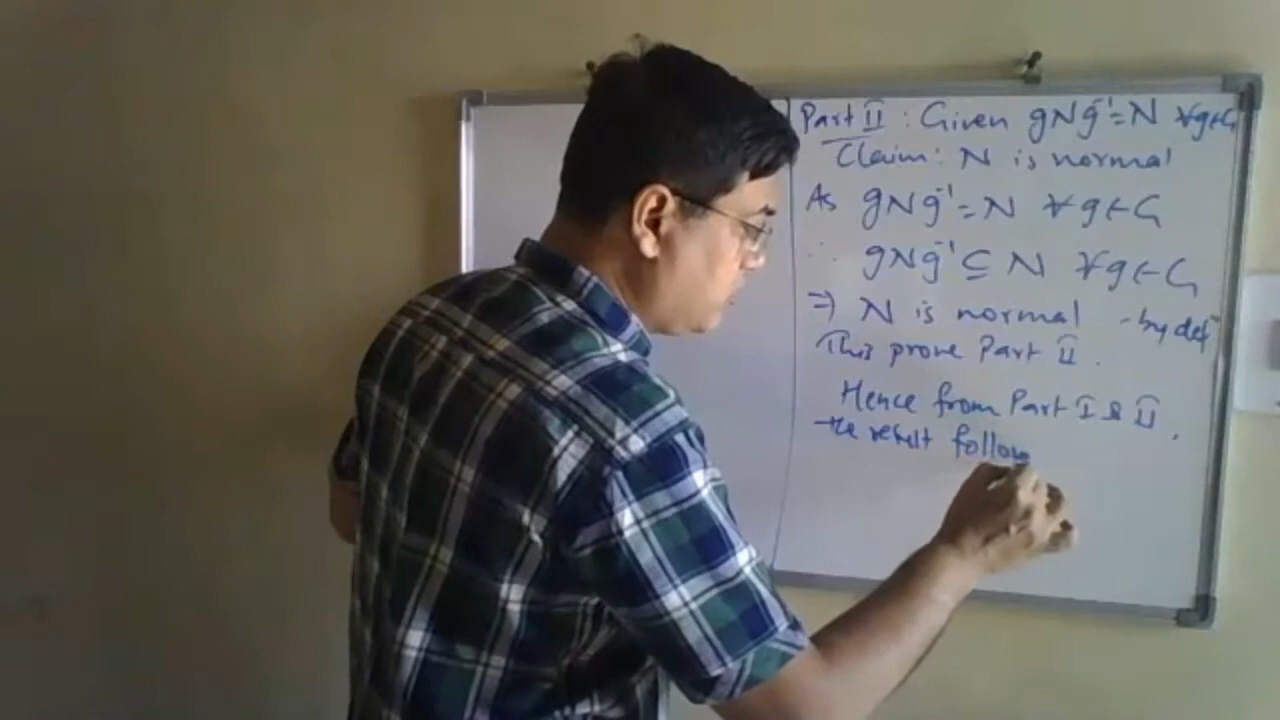 Part II : Given gNg⁻¹=N ∀g∈G
Claim: N is normal
As gNg⁻¹=N ∀g∈G
∴ gNg⁻¹⊆N ∀g∈G
⇒ N is normal - by defⁿ
This prove Part II.
Hence from Part I & II,
the result follow